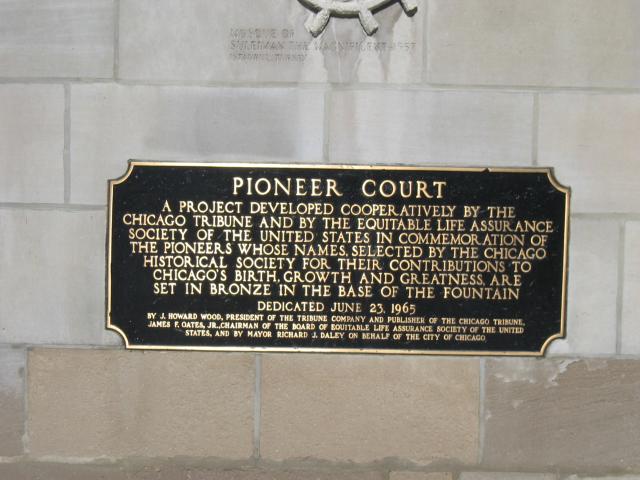 MOSQUE OF
SULEIMAN THE MAGNIFICENT-1557
ISTANBUL, TURKEY
PIONEER COURT
A PROJECT DEVELOPED COOPERATIVELY BY THE
CHICAGO TRIBUNE AND BY THE EQUITABLE LIFE ASSURANCE
SOCIETY OF THE UNITED STATES IN COMMEMORATION OF
THE PIONEERS WHOSE NAMES, SELECTED BY THE CHICAGO
HISTORICAL SOCIETY FOR THEIR CONTRIBUTIONS TO
CHICAGO'S BIRTH, GROWTH AND GREATNESS, ARE
SET IN BRONZE IN THE BASE OF THE FOUNTAIN
DEDICATED JUNE 23, 1965
BY J. HOWARD WOOD, PRESIDENT OF THE TRIBUNE COMPANY AND PUBLISHER OF THE CHICAGO TRIBUNE,
JAMES F. OATES, JR., CHAIRMAN OF THE BOARD OF EQUITABLE LIFE ASSURANCE SOCIETY OF THE UNITED
STATES, AND BY MAYOR RICHARD J. DALEY ON BEHALF OF THE CITY OF CHICAGO.